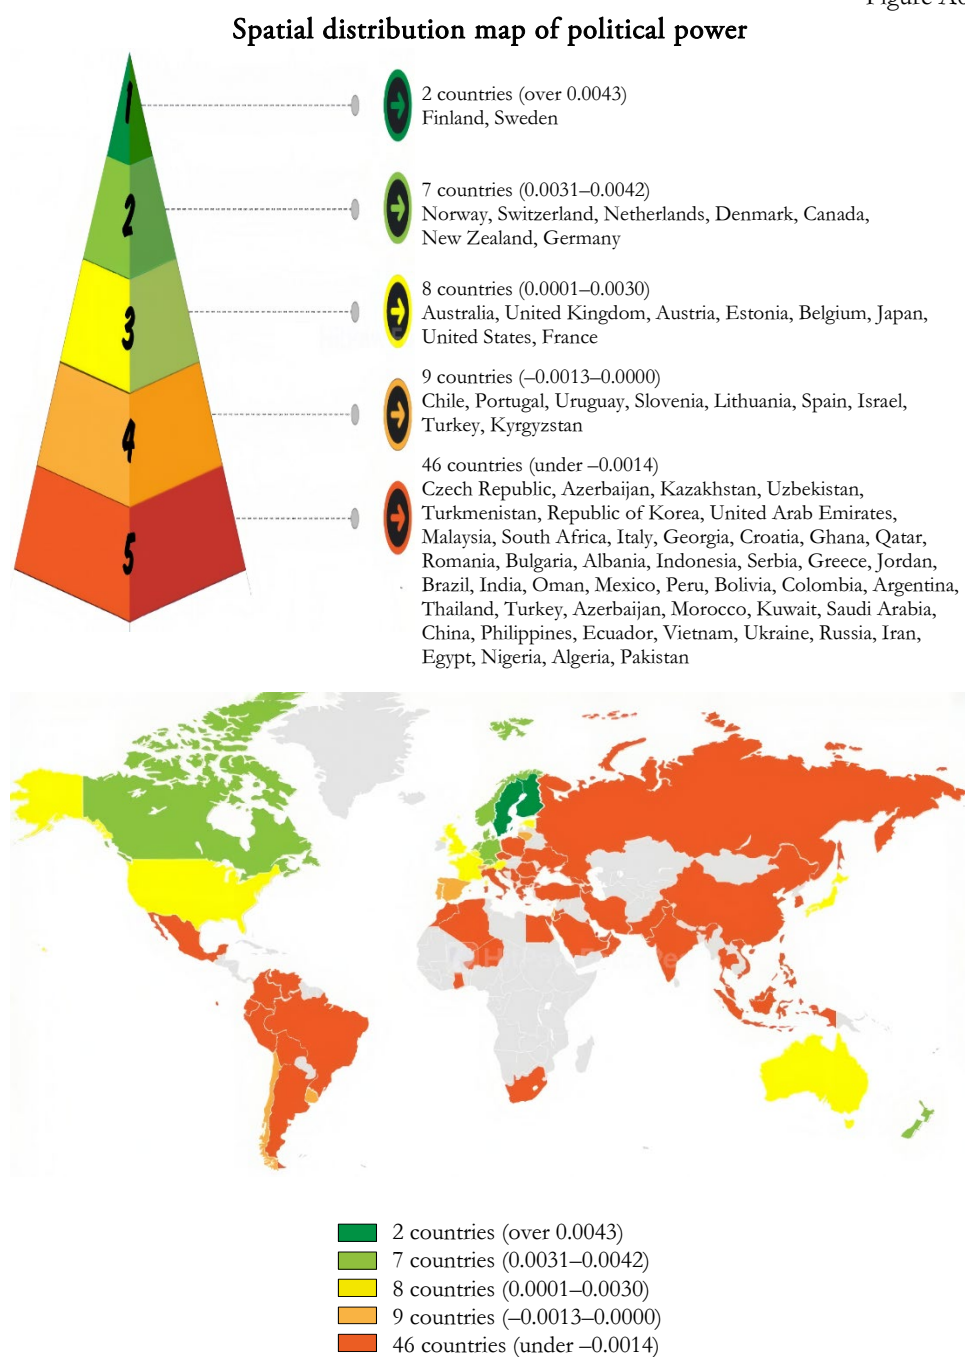 Spatial distribution map of political power
1
2 countries (over 0.0043)
Finland, Sweden
2
7 countries (0.0031–0.0042)
Norway, Switzerland, Netherlands, Denmark, Canada,
New Zealand, Germany
3
8 countries (0.0001–0.0030)
Australia, United Kingdom, Austria, Estonia, Belgium, Japan,
United States, France
4
9 countries (–0.0013–0.0000)
Chile, Portugal, Uruguay, Slovenia, Lithuania, Spain, Israel,
Turkey, Kyrgyzstan
5
46 countries (under –0.0014)
Czech Republic, Azerbaijan, Kazakhstan, Uzbekistan,
Turkmenistan, Republic of Korea, United Arab Emirates,
Malaysia, South Africa, Italy, Georgia, Croatia, Ghana, Qatar,
Romania, Bulgaria, Albania, Indonesia, Serbia, Greece, Jordan,
Brazil, India, Oman, Mexico, Peru, Bolivia, Colombia, Argentina,
Thailand, Turkey, Azerbaijan, Morocco, Kuwait, Saudi Arabia,
China, Philippines, Ecuador, Vietnam, Ukraine, Russia, Iran,
Egypt, Nigeria, Algeria, Pakistan
2 countries (over 0.0043)
7 countries (0.0031–0.0042)
8 countries (0.0001–0.0030)
9 countries (–0.0013–0.0000)
46 countries (under –0.0014)